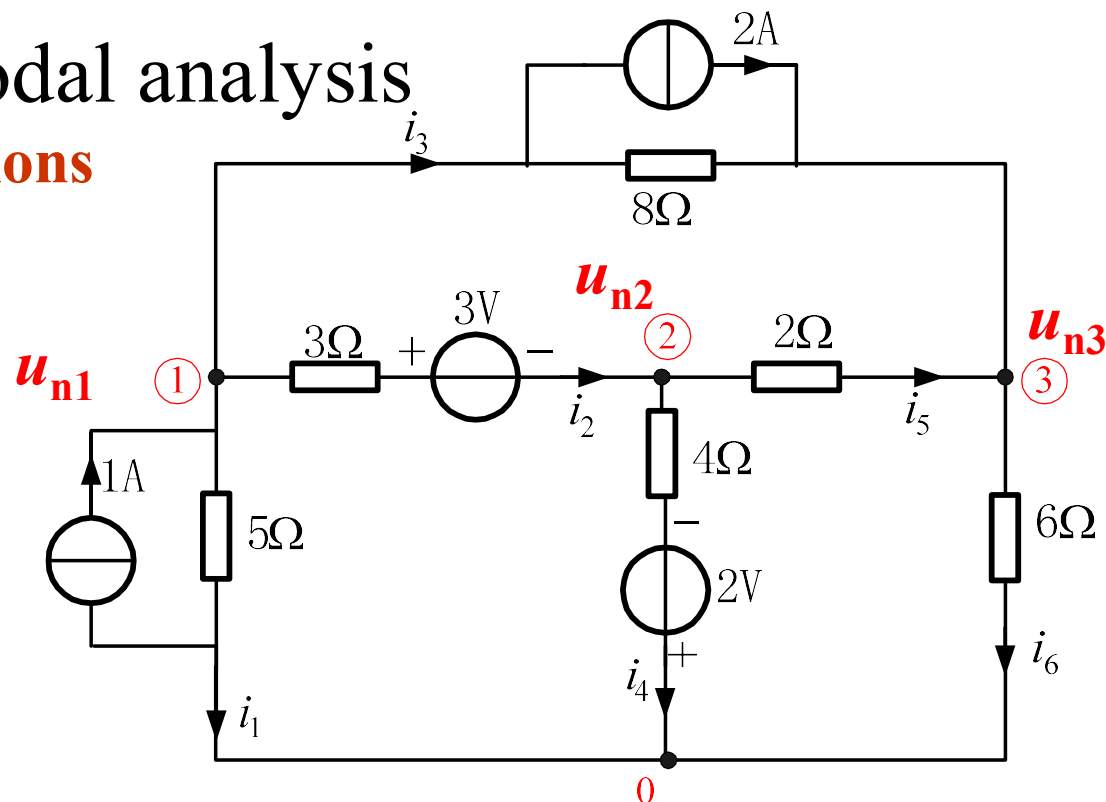 odal analysis
ions
2A
i3
8Ω
un2
3V
3Ω
+
−
②
2Ω
un3
un1
①
③
i2
i5
1A
4Ω
5Ω
−
6Ω
2V
+
i4
i6
i1
0